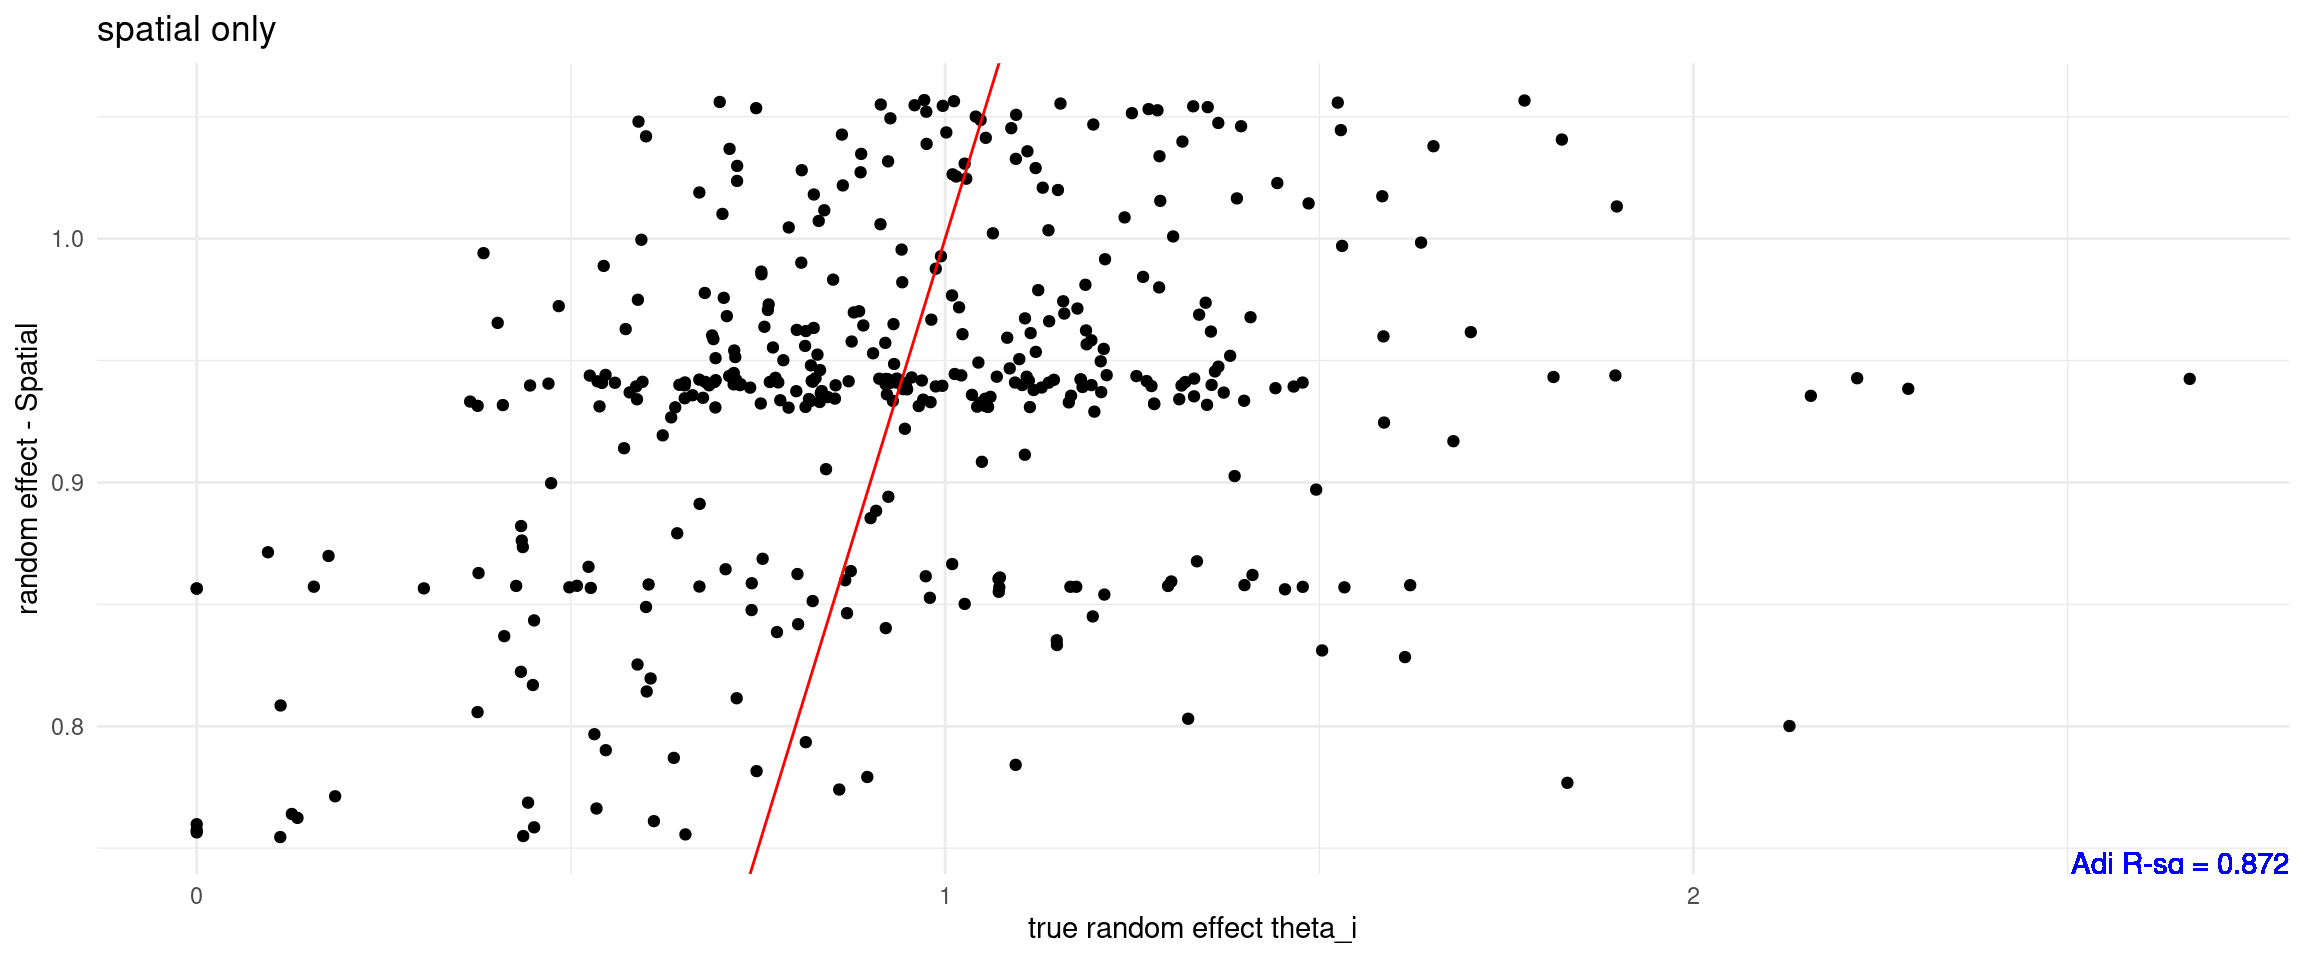 spatial only
random effect - Spatial
1.0
0.9
0.8
0
1
2
true random effect theta_i
Adj R-sq = 0.872